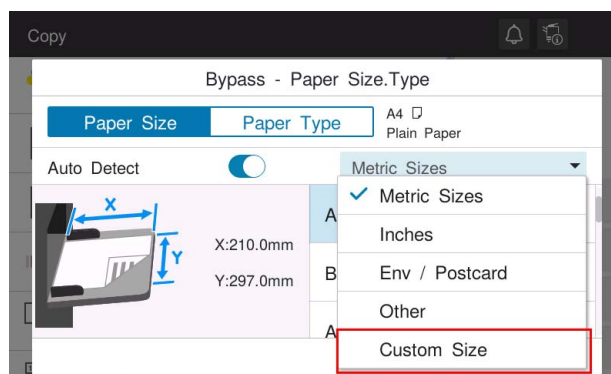 Copy
Bypass - Paper Size.Type
Paper Size
Paper Type
A4
Plain Paper
Auto Detect
Metric Sizes
Metric Sizes
Inches
Env / Postcard
Other
Custom Size
X
Y
X:210.0mm
Y:297.0mm
A
B
A